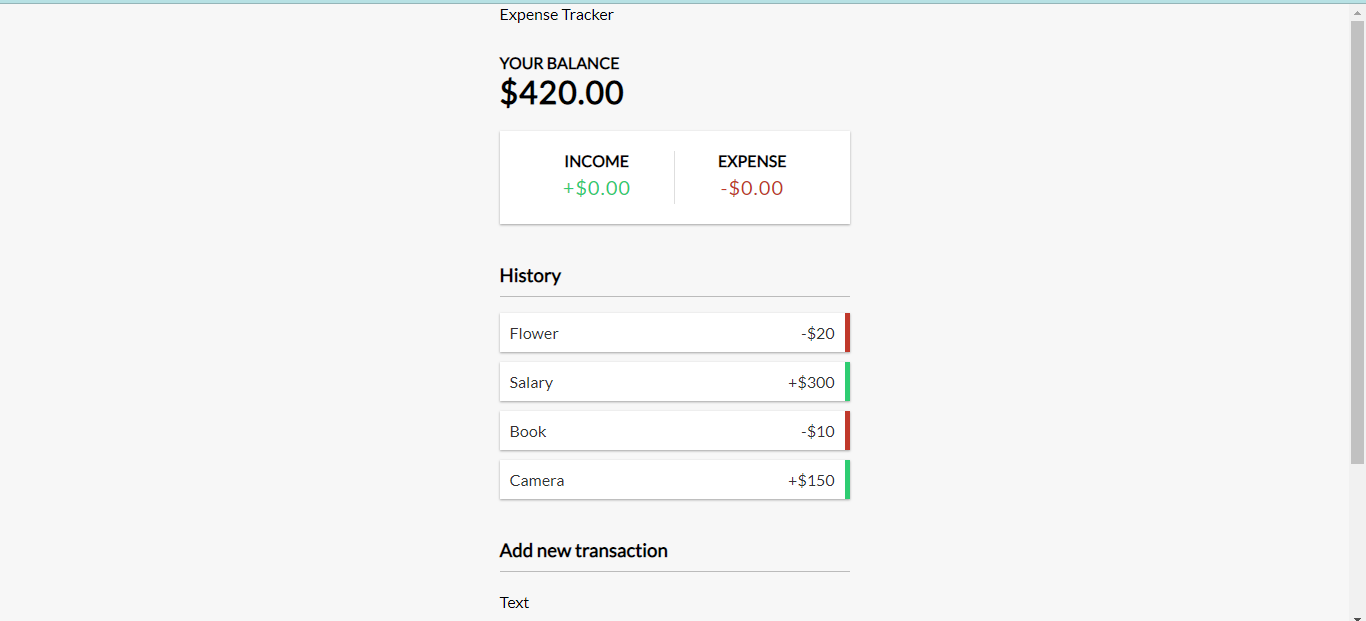 Expense Tracker
YOUR BALANCE
$420.00
INCOME EXPENSE
+$0.00 -$0.00
History
Flower -$20
Salary +$300
Book -$10
Camera +$150
Add new transaction
Text